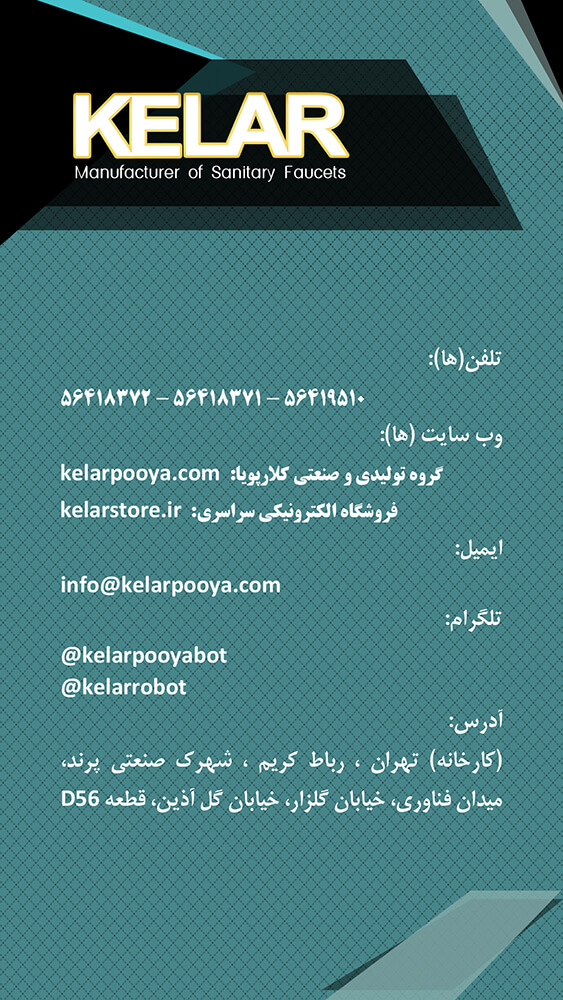 KELAR
Manufacturer of Sanitary Faucets
تلفن(ها):
۵۶۴۱۹۵۱۰ – ۵۶۴۱۸۳۷۱ – ۵۶۴۱۸۳۷۲
وب سایت (ها):
گروه تولیدی و صنعتی کلارپویا: kelarpooya.com
فروشگاه الکترونیکی سراسری: kelarstore.ir
ایمیل:
info@kelarpooya.com
تلگرام:
@kelarpooyabot
@kelarrobot
آدرس:
(کارخانه) تهران ، رباط کریم ، شهرک صنعتی پرند،
میدان فناوری، خیابان گلزار، خیابان گل آذین، قطعه D56